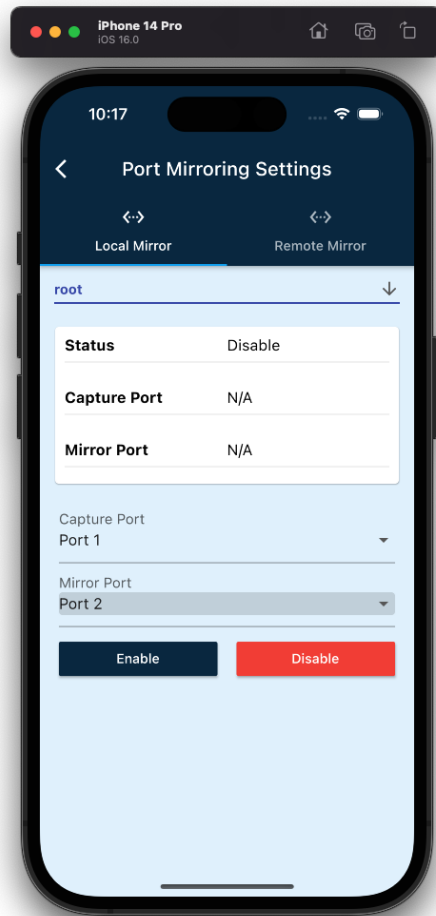 iPhone 14 Pro
iOS 16.0
10:17
Port Mirroring Settings
Local Mirror
Remote Mirror
root
Status Disable
Capture Port N/A
Mirror Port N/A
Capture Port
Port 1
Mirror Port
Port 2
Enable
Disable